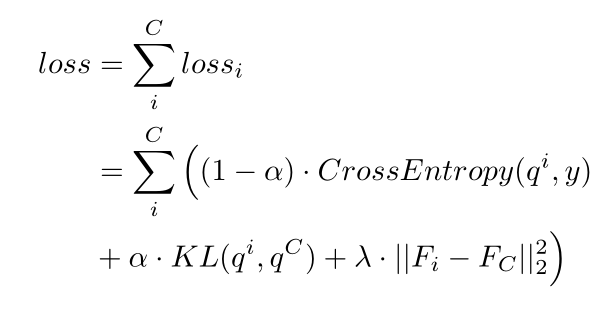 loss = \sum_{i}^{C} loss_i
= \sum_{i}^{C} \Big( (1 - \alpha) \cdot CrossEntropy(q^i, y)
+ \alpha \cdot KL(q^i, q^C) + \lambda \cdot ||F_i - F_C||_2^2 \Big)